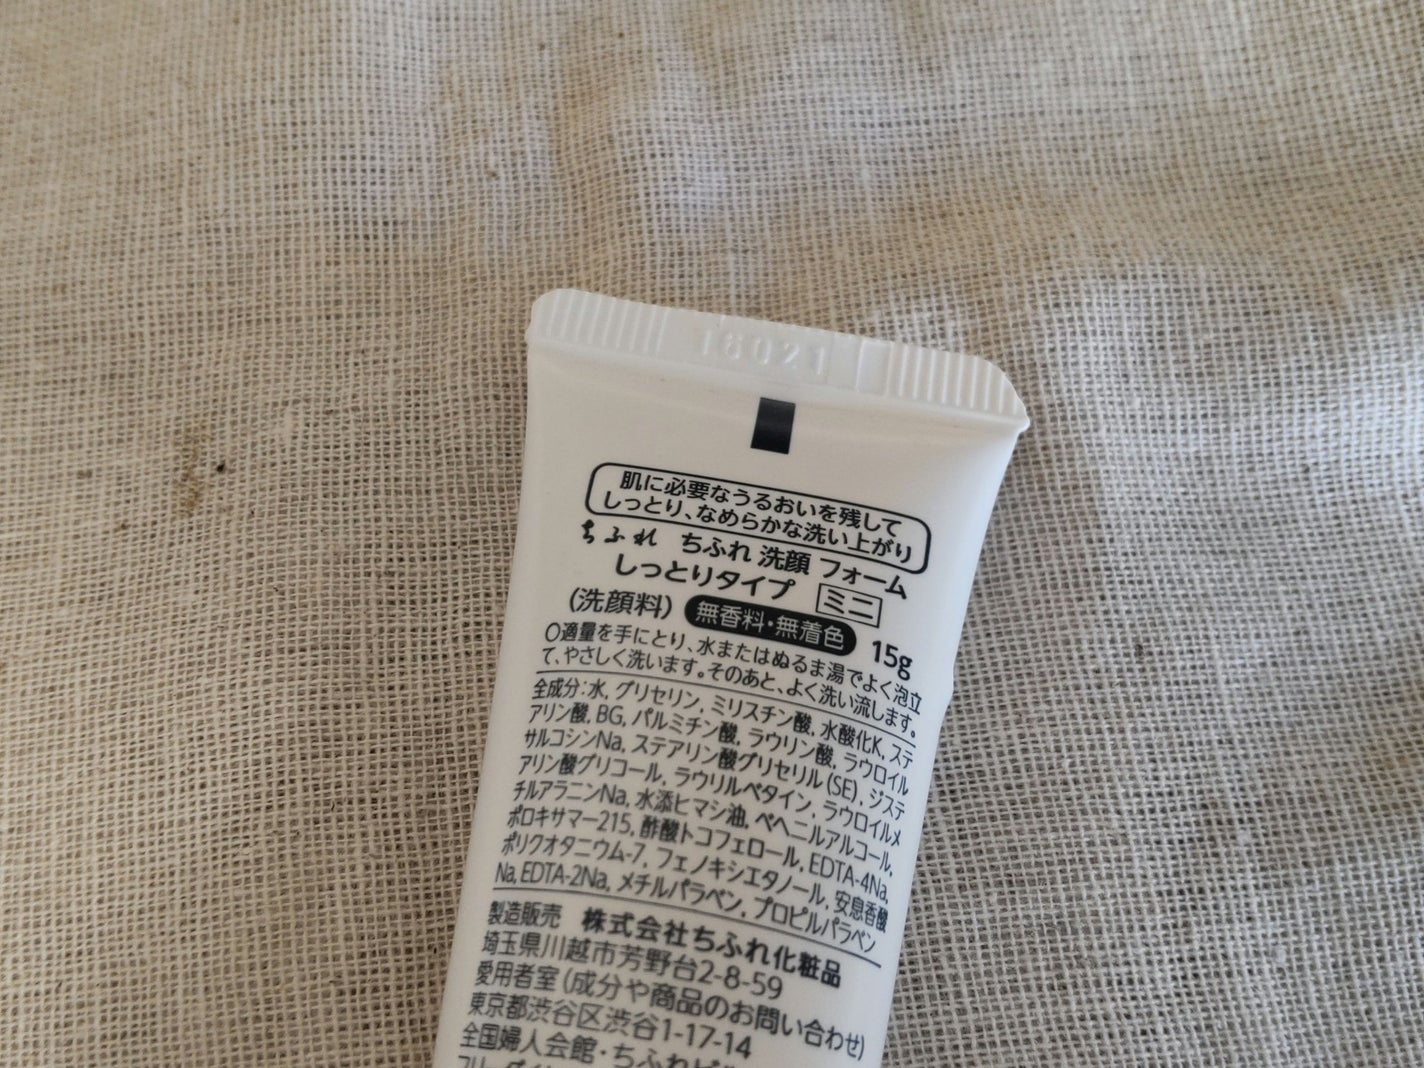 16021
肌に必要なうるおいを残して
しっとり、なめらかな洗い上がり
ちふれ ちふれ 洗顔 フォーム
しっとりタイプ ミニ
(洗顔料) 無香料・無着色 15g
○適量を手にとり、水またはぬるま湯でよく泡立
て、やさしく洗います。そのあと、よく洗い流します。
全成分：水, グリセリン, ミリスチン酸, 水酸化K, ステ
アリン酸, BG, パルミチン酸, ラウリン酸, ラウロイル
サルコシンNa, ステアリン酸グリセリル(SE), ジステ
アリン酸グリコール, ラウリルベタイン, ラウロイルメ
チルアラニンNa, 水添ヒマシ油, ベヘニルアルコール,
ポロキサマー215, 酢酸トコフェロール, EDTA-4Na,
ポリクオタニウム-7, フェノキシエタノール, 安息香酸
Na, EDTA-2Na, メチルパラベン, プロピルパラベン
製造販売 株式会社ちふれ化粧品
埼玉県川越市芳野台2-8-59
愛用者室(成分や商品のお問い合わせ)
東京都渋谷区渋谷1-17-14
全国婦人会館・ちふれビル